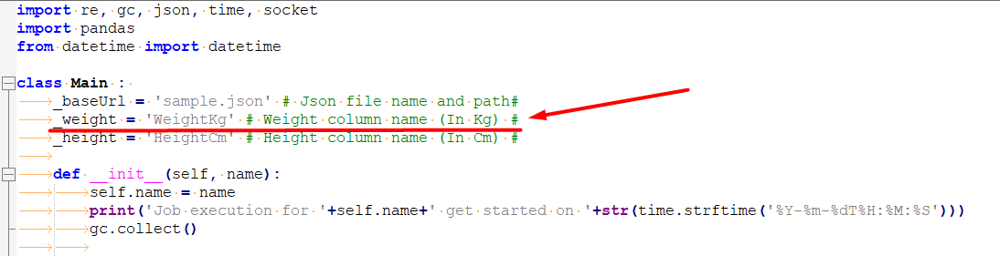 import re, gc, json, time, socket
import pandas
from datetime import datetime
class Main :
_baseUrl = 'sample.json' # Json file name and path#
_weight = 'WeightKg' # Weight column name (In Kg) #
_height = 'HeightCm' # Height column name (In Cm) #
def __init__(self, name):
self.name = name
print('Job execution for '+self.name+' get started on '+str(time.strftime('%Y-%m-%dT%H:%M:%S')))
gc.collect()